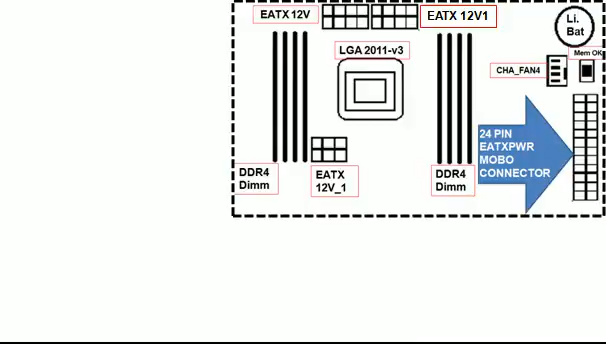 EATX 12V
EATX 12V1
Li.
Bat
LGA 2011-v3
Mem OK
CHA_FAN4
24 PIN
EATXPWR
MOBO
CONNECTOR
DDR4
Dimm
EATX
12V_1
DDR4
Dimm